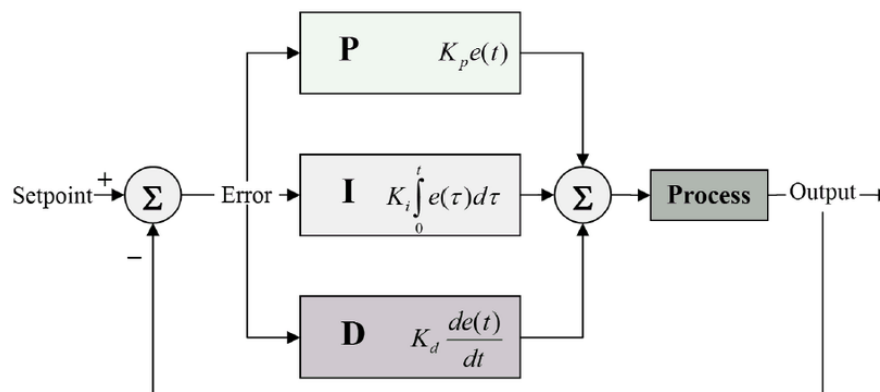 P K_p e(t)
Setpoint + Σ Error I K_i ∫_0^t e(τ)dτ Σ Process Output
−
D K_d de(t)/dt